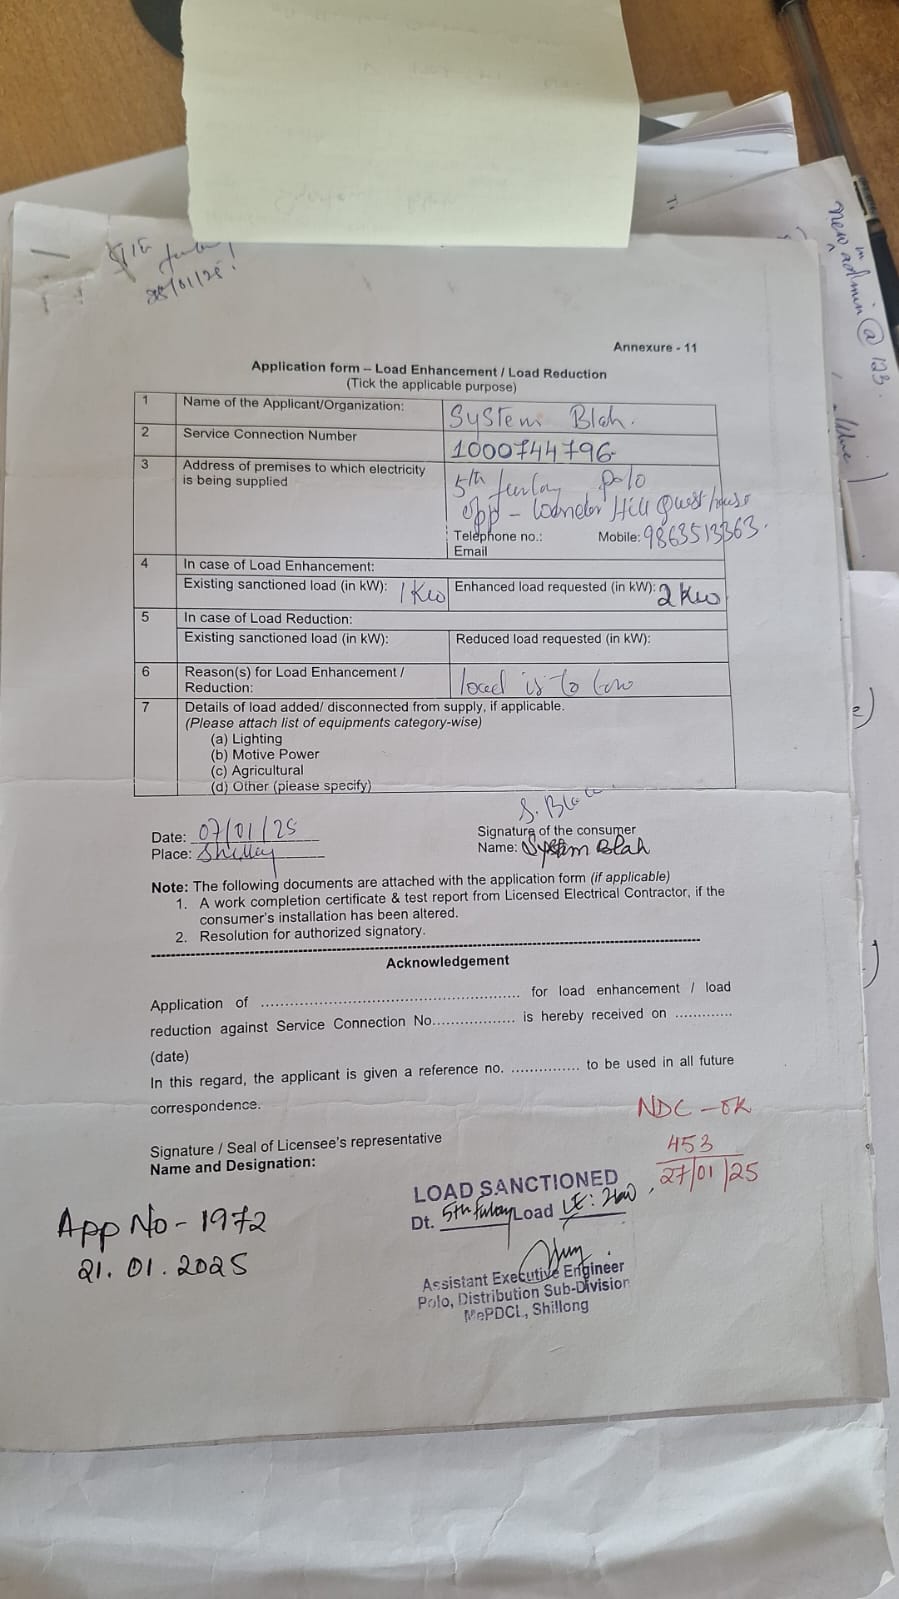 28/01/25!
new in admin @ 123
Annexure - 11
Application form – Load Enhancement / Load Reduction
(Tick the applicable purpose)
1 Name of the Applicant/Organization: System Blah.
2 Service Connection Number 1000744796
3 Address of premises to which electricity is being supplied
5th furlong polo
opp - Hill Guest house
Telephone no.: Mobile: 9863513363.
Email
4 In case of Load Enhancement:
Existing sanctioned load (in kW): 1 Kw Enhanced load requested (in kW): 2 Kw
5 In case of Load Reduction:
Existing sanctioned load (in kW): Reduced load requested (in kW):
6 Reason(s) for Load Enhancement / Reduction: load is to low
7 Details of load added/ disconnected from supply, if applicable.
(Please attach list of equipments category-wise)
(a) Lighting
(b) Motive Power
(c) Agricultural
(d) Other (please specify)
S. Blah
Date: 07/01/25 Signature of the consumer
Place: Name: System Blah
Note: The following documents are attached with the application form (if applicable)
1. A work completion certificate & test report from Licensed Electrical Contractor, if the
consumer's installation has been altered.
2. Resolution for authorized signatory.
Acknowledgement
Application of .................................................... for load enhancement / load
reduction against Service Connection No.................. is hereby received on .............
(date)
In this regard, the applicant is given a reference no. ............... to be used in all future
correspondence.
NDC - OK
453
27/01/25
Signature / Seal of Licensee's representative
Name and Designation:
LOAD SANCTIONED
Dt. 5th Load LE: 2kw
App No - 1972
21.01.2025
Assistant Executive Engineer
Polo, Distribution Sub-Division
MePDCL, Shillong